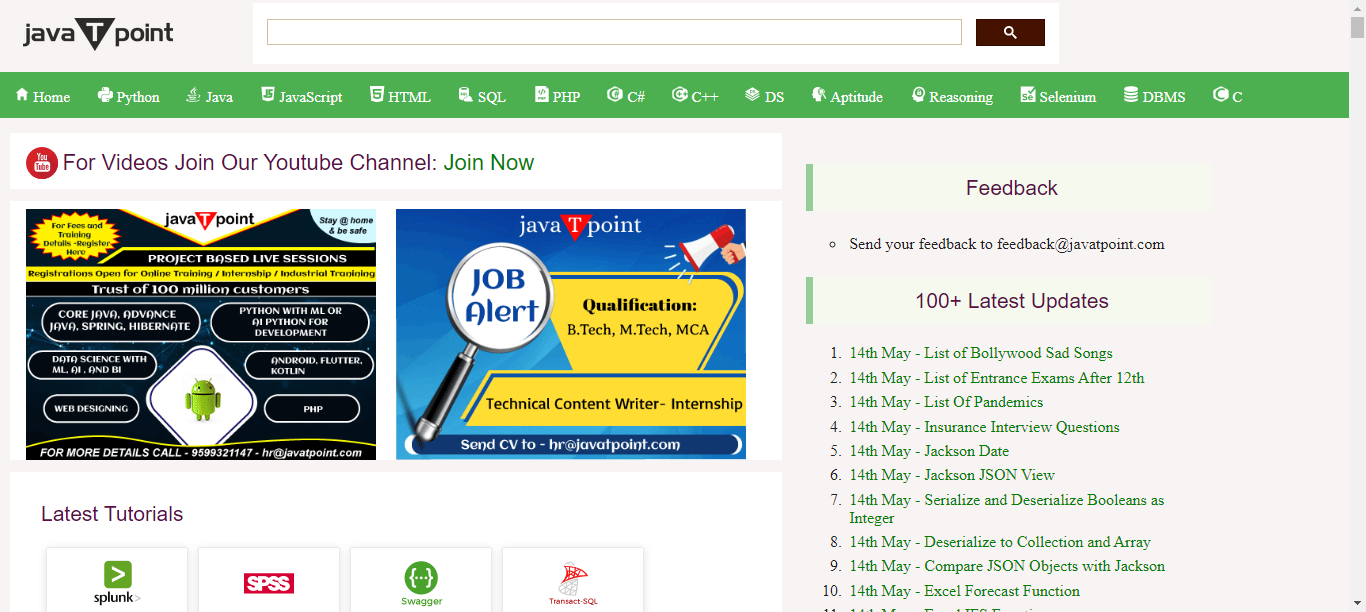 javaTpoint
Home Python Java JavaScript HTML SQL PHP C# C++ DS Aptitude Reasoning Selenium DBMS C
You
Tube
For Videos Join Our Youtube Channel: Join Now
For Fees and
Training
Details -Register
Here
javaTpoint
Stay @ home
& be safe
PROJECT BASED LIVE SESSIONS
Registrations Open for Online Training / Internship / Industrial Tranining
Trust of 100 million customers
CORE JAVA, ADVANCE
JAVA, SPRING, HIBERNATE
PYTHON WITH ML OR
AI PYTHON FOR
DEVELOPMENT
DATA SCIENCE WITH
ML, AI . AND BI
ANDROID, FLUTTER,
KOTLIN
WEB DESIGNING
PHP
FOR MORE DETAILS CALL - 9599321147 - hr@javatpoint.com
java T point
JOB
Alert
Qualification:
B.Tech, M.Tech, MCA
Technical Content Writer- Internship
Send CV to - hr@javatpoint.com
Latest Tutorials
splunk>
SPSS
Swagger
Transact-SQL
Feedback
Send your feedback to feedback@javatpoint.com
100+ Latest Updates
1. 14th May - List of Bollywood Sad Songs
2. 14th May - List of Entrance Exams After 12th
3. 14th May - List Of Pandemics
4. 14th May - Insurance Interview Questions
5. 14th May - Jackson Date
6. 14th May - Jackson JSON View
7. 14th May - Serialize and Deserialize Booleans as
Integer
8. 14th May - Deserialize to Collection and Array
9. 14th May - Compare JSON Objects with Jackson
10. 14th May - Excel Forecast Function